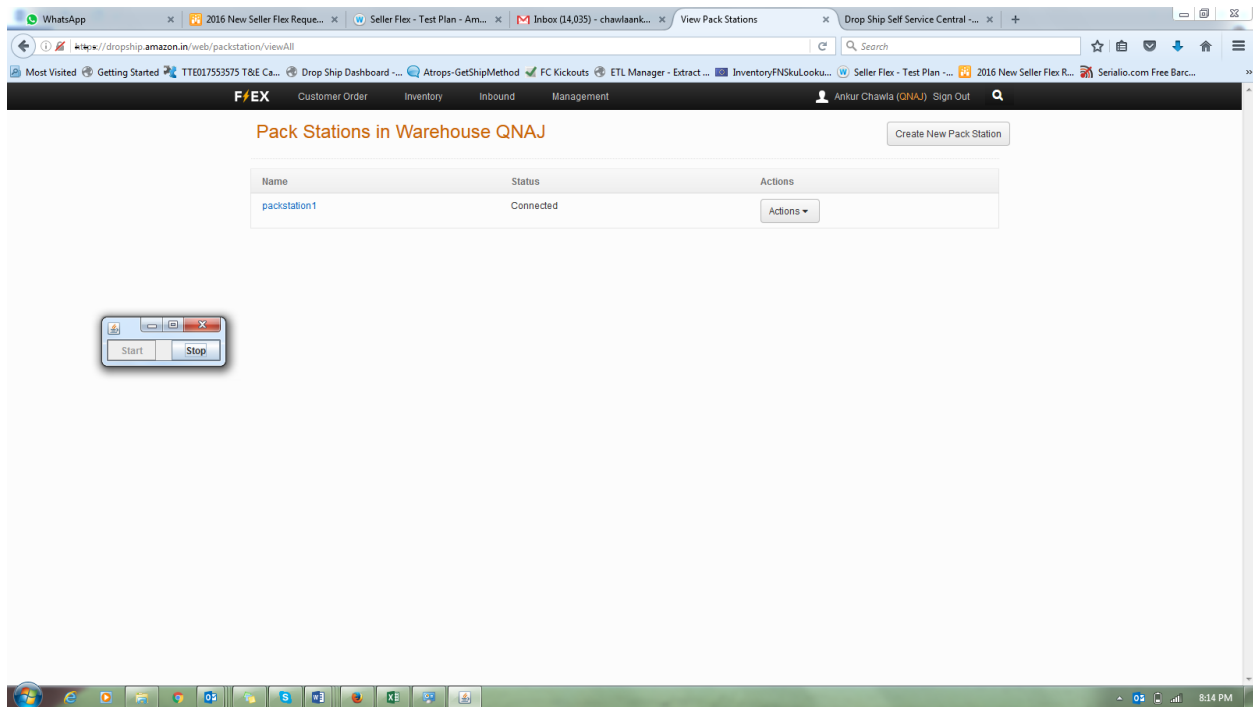 WhatsApp
2016 New Seller Flex Reque...
Seller Flex - Test Plan - Am...
Inbox (14,035) - chawlaank...
View Pack Stations
Drop Ship Self Service Central -...
https://dropship.amazon.in/web/packstation/viewAll
Search
Most Visited Getting Started TTE017553575 T&E Ca... Drop Ship Dashboard -... Atrops-GetShipMethod FC Kickouts ETL Manager - Extract ... InventoryFNSkuLooku... Seller Flex - Test Plan -... 2016 New Seller Flex R... Serialio.com Free Barc...
FLEX Customer Order Inventory Inbound Management Ankur Chawla (QNAJ) Sign Out
Pack Stations in Warehouse QNAJ
Create New Pack Station
Name Status Actions
packstation1 Connected Actions
Start Stop
8:14 PM